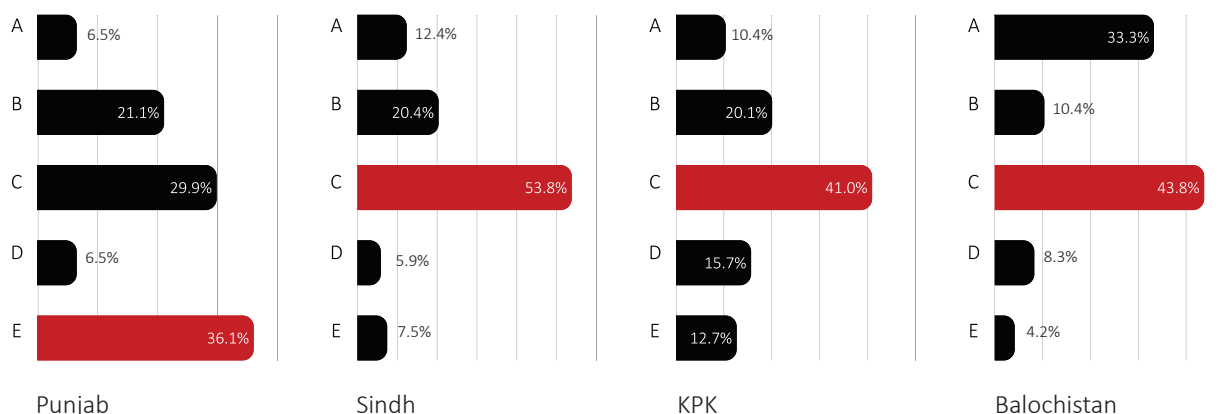 A 6.5%
B 21.1%
C 29.9%
D 6.5%
E 36.1%
Punjab
A 12.4%
B 20.4%
C 53.8%
D 5.9%
E 7.5%
Sindh
A 10.4%
B 20.1%
C 41.0%
D 15.7%
E 12.7%
KPK
A 33.3%
B 10.4%
C 43.8%
D 8.3%
E 4.2%
Balochistan